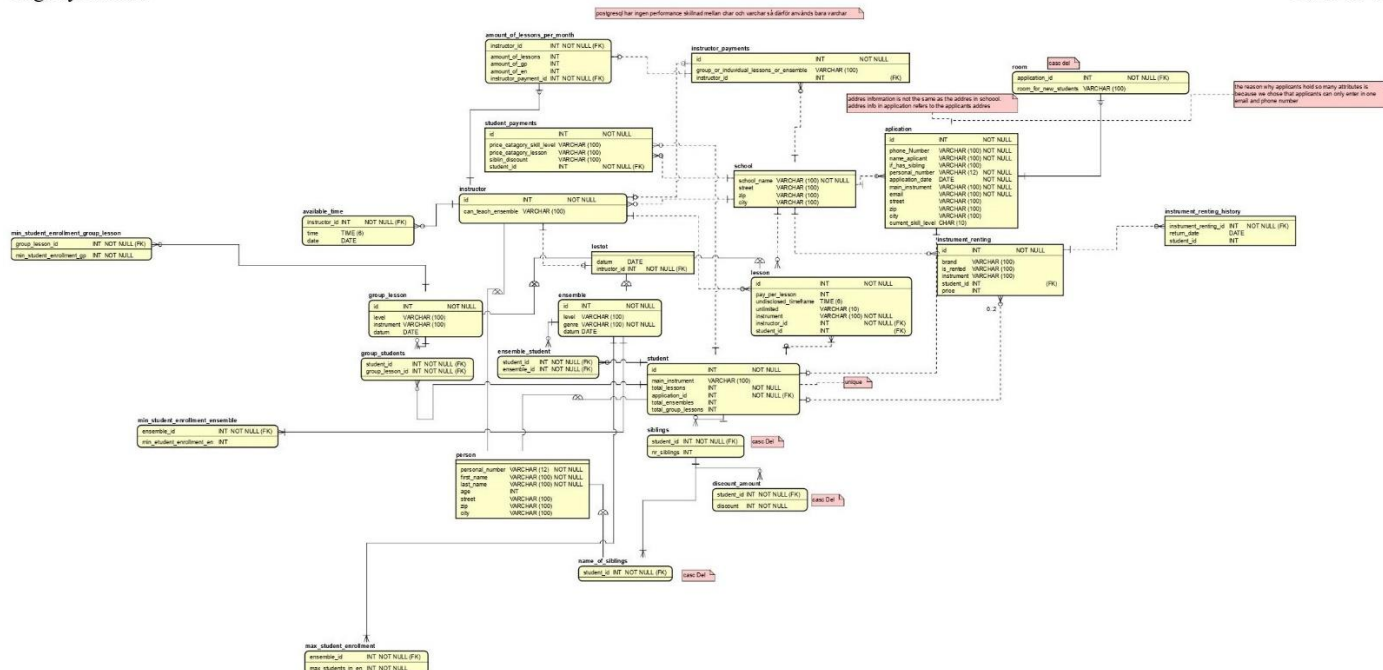 postgresql har ingen performance skillnad mellan char och varchar så därför används bara varchar
amount_of_lessons_per_month
instructor_id INT NOT NULL (FK)
amount_of_lessons INT
amount_of_gp INT
amount_of_en INT
instructor_payment_id INT NOT NULL (FK)
instructor_payments
id INT NOT NULL
group_or_induvidual_lessons_or_ensemble VARCHAR (100)
instructor_id INT (FK)
room
casc del
application_id INT NOT NULL (FK)
room_for_new_students VARCHAR (100)
addres information is not the same as the addres in schoool.
addres info in application refers to the applicants addres
the reason why applicants hold so many attributes is
because we chose that applicants can only enter in one
email and phone number
student_payments
id INT NOT NULL
price_catagory_skill_level VARCHAR (100)
price_catagory_lesson VARCHAR (100)
siblin_discount VARCHAR (100)
student_id INT NOT NULL (FK)
aplication
id INT NOT NULL
phone_Number VARCHAR (100) NOT NULL
name_aplicant VARCHAR (100) NOT NULL
if_has_sibling VARCHAR (100)
personal_number VARCHAR (12) NOT NULL
application_date DATE NOT NULL
main_instrument VARCHAR (100) NOT NULL
email VARCHAR (100) NOT NULL
street VARCHAR (100)
zip VARCHAR (100)
city VARCHAR (100)
current_skill_level CHAR (10)
school
school_name VARCHAR (100) NOT NULL
street VARCHAR (100)
zip VARCHAR (100)
city VARCHAR (100)
instructor
id INT NOT NULL
can_teach_ensemble VARCHAR (100)
available_time
instructor_id INT NOT NULL (FK)
time TIME (6)
date DATE
instrument_renting_history
instrument_renting_id INT NOT NULL (FK)
return_date DATE
student_id INT
min_student_enrollment_group_lesson
group_lesson_id INT NOT NULL (FK)
min_student_enrollment_gp INT NOT NULL
instrument_renting
id INT NOT NULL
brand VARCHAR (100)
is_rented VARCHAR (100)
instrument VARCHAR (100)
student_id INT (FK)
price INT
0..2
lestot
datum DATE
intructor_id INT NOT NULL (FK)
lesson
id INT NOT NULL
pay_per_lesson INT
undisclosed_timeframe TIME (6)
unlimited VARCHAR (10)
instrument VARCHAR (100) NOT NULL
instructor_id INT NOT NULL (FK)
student_id INT (FK)
group_lesson
id INT NOT NULL
level VARCHAR (100)
instrument VARCHAR (100)
datum DATE
ensemble
id INT NOT NULL
level VARCHAR (100)
genre VARCHAR (100) NOT NULL
datum DATE
group_students
student_id INT NOT NULL (FK)
group_lesson_id INT NOT NULL (FK)
ensemble_student
student_id INT NOT NULL (FK)
ensemble_id INT NOT NULL (FK)
student
id INT NOT NULL
main_instrument VARCHAR (100)
total_lessons INT NOT NULL
application_id INT NOT NULL (FK)
total_ensembles INT
total_group_lessons INT
unique
min_student_enrollment_ensemble
ensemble_id INT NOT NULL (FK)
min_student_enrollment_en INT
siblings
student_id INT NOT NULL (FK)
nr_siblings INT
casc Del
person
personal_number VARCHAR (12) NOT NULL
first_name VARCHAR (100) NOT NULL
last_name VARCHAR (100) NOT NULL
age INT
street VARCHAR (100)
zip VARCHAR (100)
city VARCHAR (100)
discount_amount
student_id INT NOT NULL (FK)
discount INT NOT NULL
casc Del
name_of_siblings
student_id INT NOT NULL (FK)
casc Del
max_student_enrollment
ensemble_id INT NOT NULL (FK)
max_students_in_en INT NOT NULL